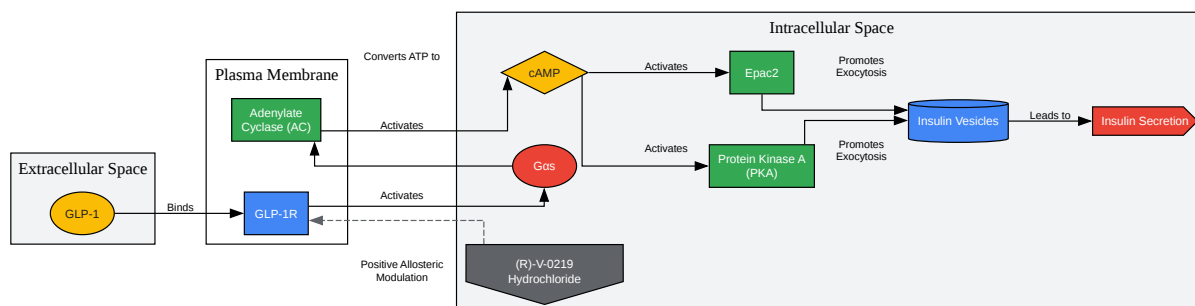 Intracellular Space
Plasma Membrane
Extracellular Space
Converts ATP to
cAMP
Activates
Epac2
Promotes
Exocytosis
Adenylate
Cyclase (AC)
Activates
Insulin Vesicles
Leads to
Insulin Secretion
Gαs
Activates
Protein Kinase A
(PKA)
Promotes
Exocytosis
GLP-1
Binds
GLP-1R
Activates
Positive Allosteric
Modulation
(R)-V-0219
Hydrochloride